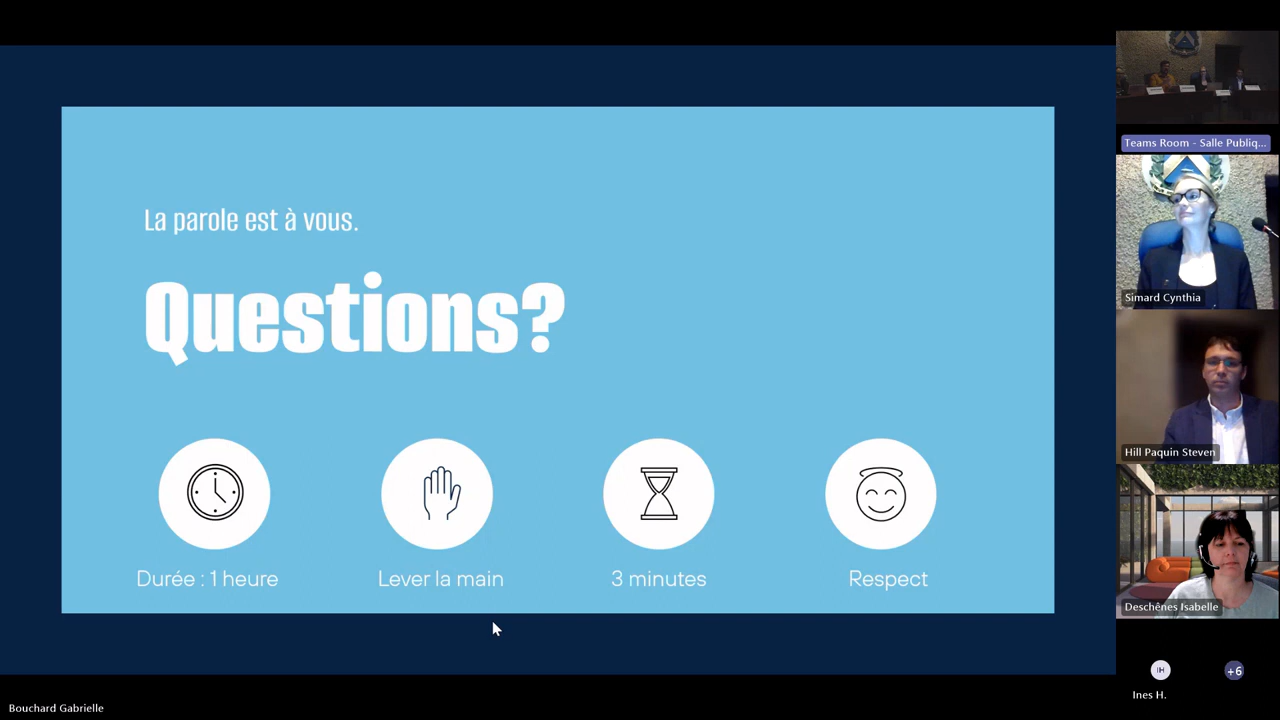 La parole est à vous.
Questions?
Durée : 1 heure
Lever la main
3 minutes
Respect
Teams Room - Salle Publiq...
Simard Cynthia
Hill Paquin Steven
Deschênes Isabelle
IH
+6
Ines H.
Bouchard Gabrielle